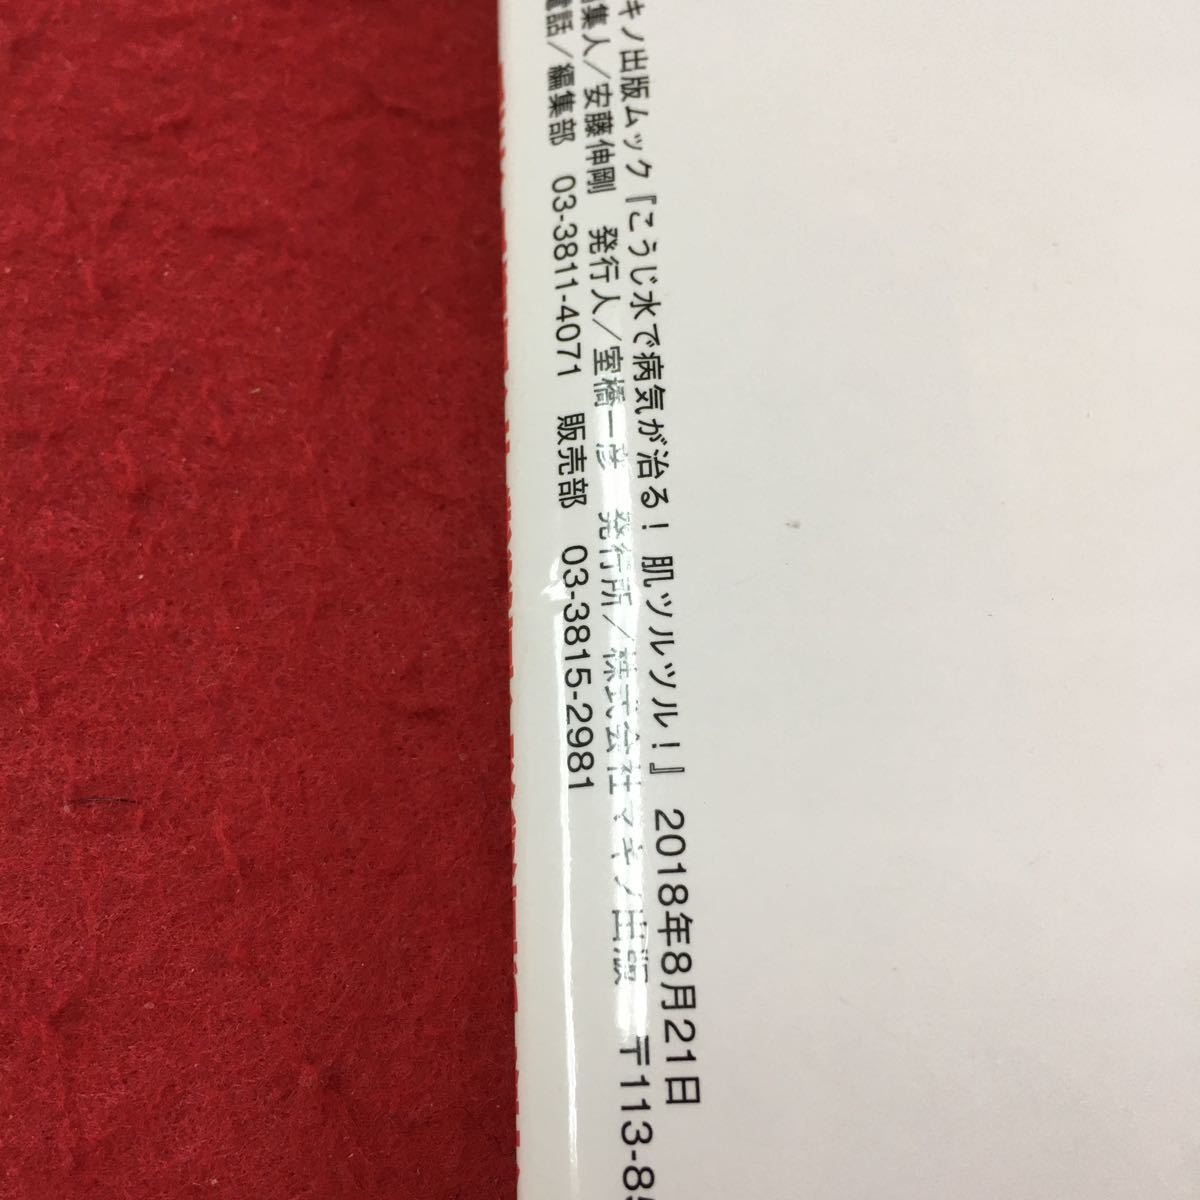 キノ出版ムック『こうじ水で病気が治る! 肌ツルツル!』 2018年8月21日
集人/安藤伸剛 発行人/室橋一彦 発行所/株式会社マキノ出版 〒113-85
電話/編集部 03-3811-4071 販売部 03-3815-2981